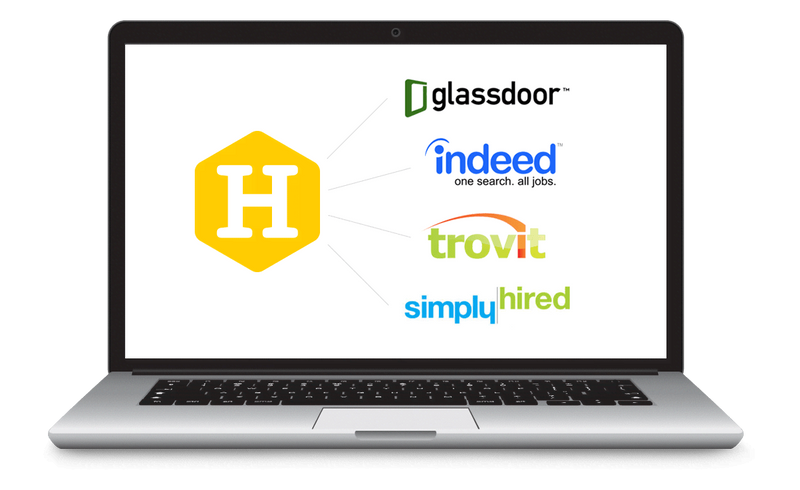 H
glassdoor™
indeed™
one search. all jobs.
trovit
simply hired